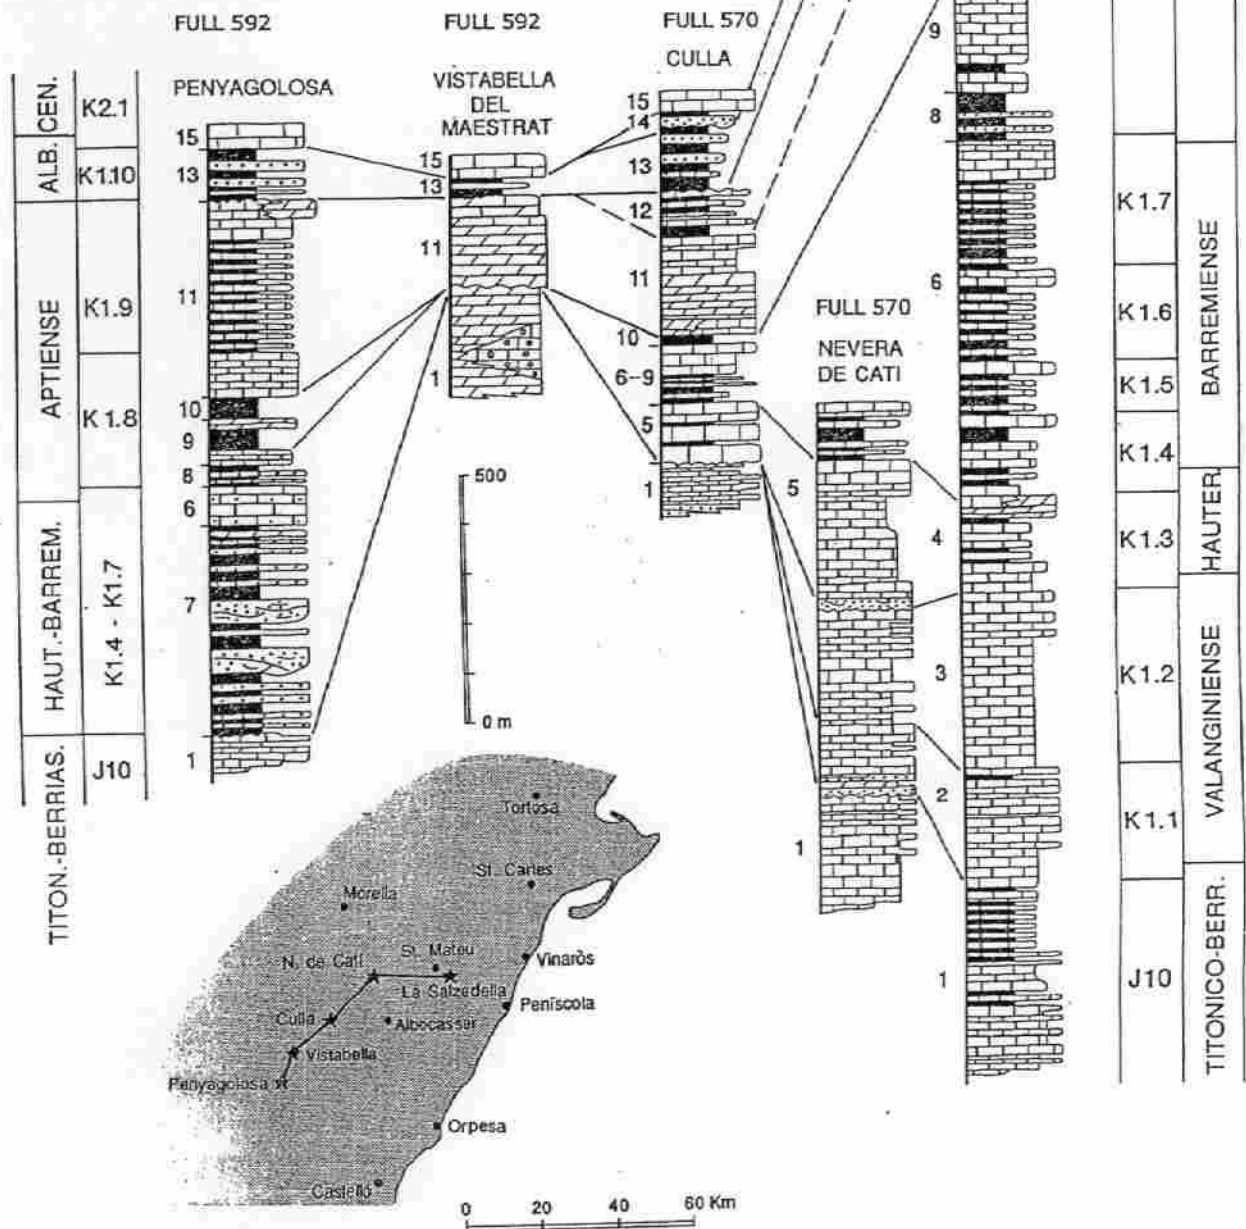 FULL 592
FULL 592
FULL 570
PENYAGOLOSA
VISTABELLA
DEL
MAESTRAT
CULLA
FULL 570
NEVERA
DE CATI
CEN.
ALB.
APTIENSE
HAUT.-BARREM.
TITON.-BERRIAS.
K2.1
K1.10
K1.9
K1.8
K1.4 - K1.7
J10
15
13
11
10
9
8
6
7
1
15
13
11
1
15
14
13
12
11
10
6--9
5
1
5
1
9
8
6
4
3
2
1
K1.7
K1.6
K1.5
K1.4
K1.3
K1.2
K1.1
J10
BARREMIENSE
HAUTER.
VALANGINIENSE
TITONICO-BERR.
500
0 m
Tortosa
St. Carles
Morella
St. Mateu
Vinaròs
N. de Catí
La Salzedella
Peníscola
Culla
Albocasser
Vistabella
Penyagolosa
Orpesa
Castelló
0 20 40 60 Km